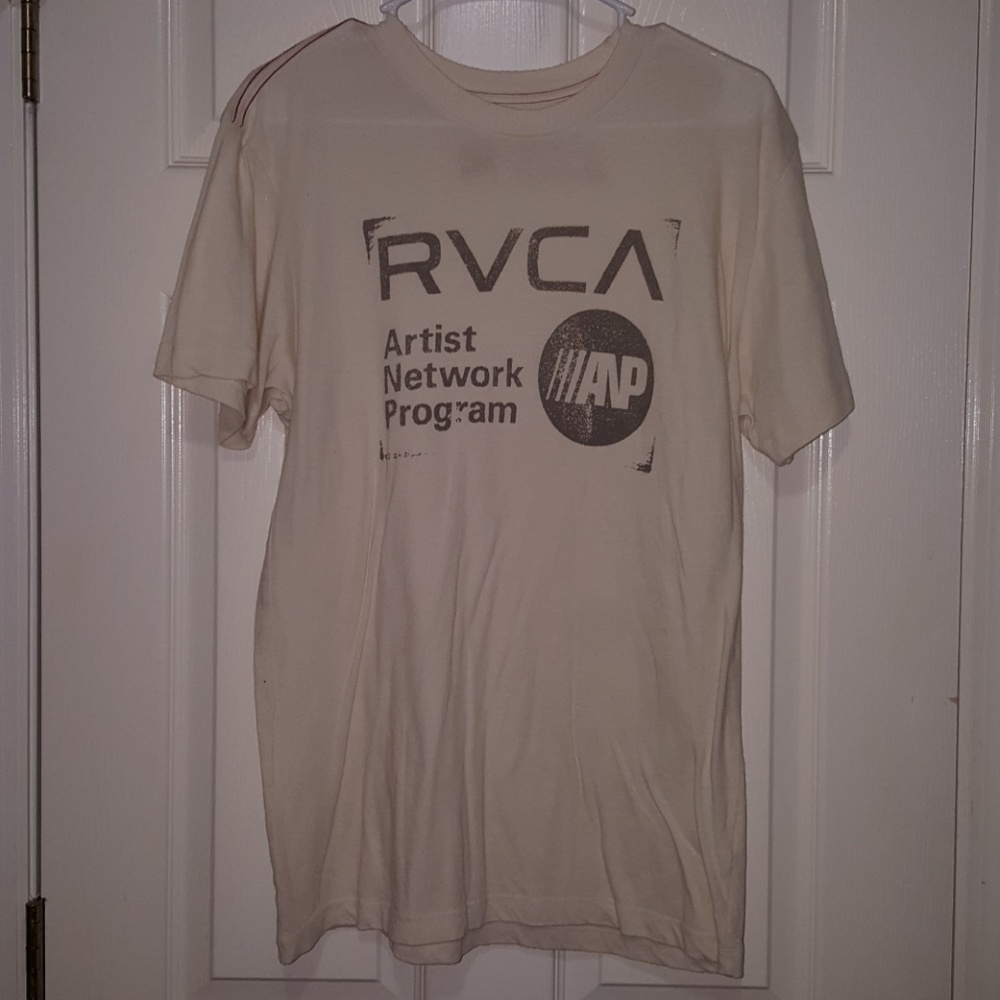 RVCA
Artist
Network
Program
ANP